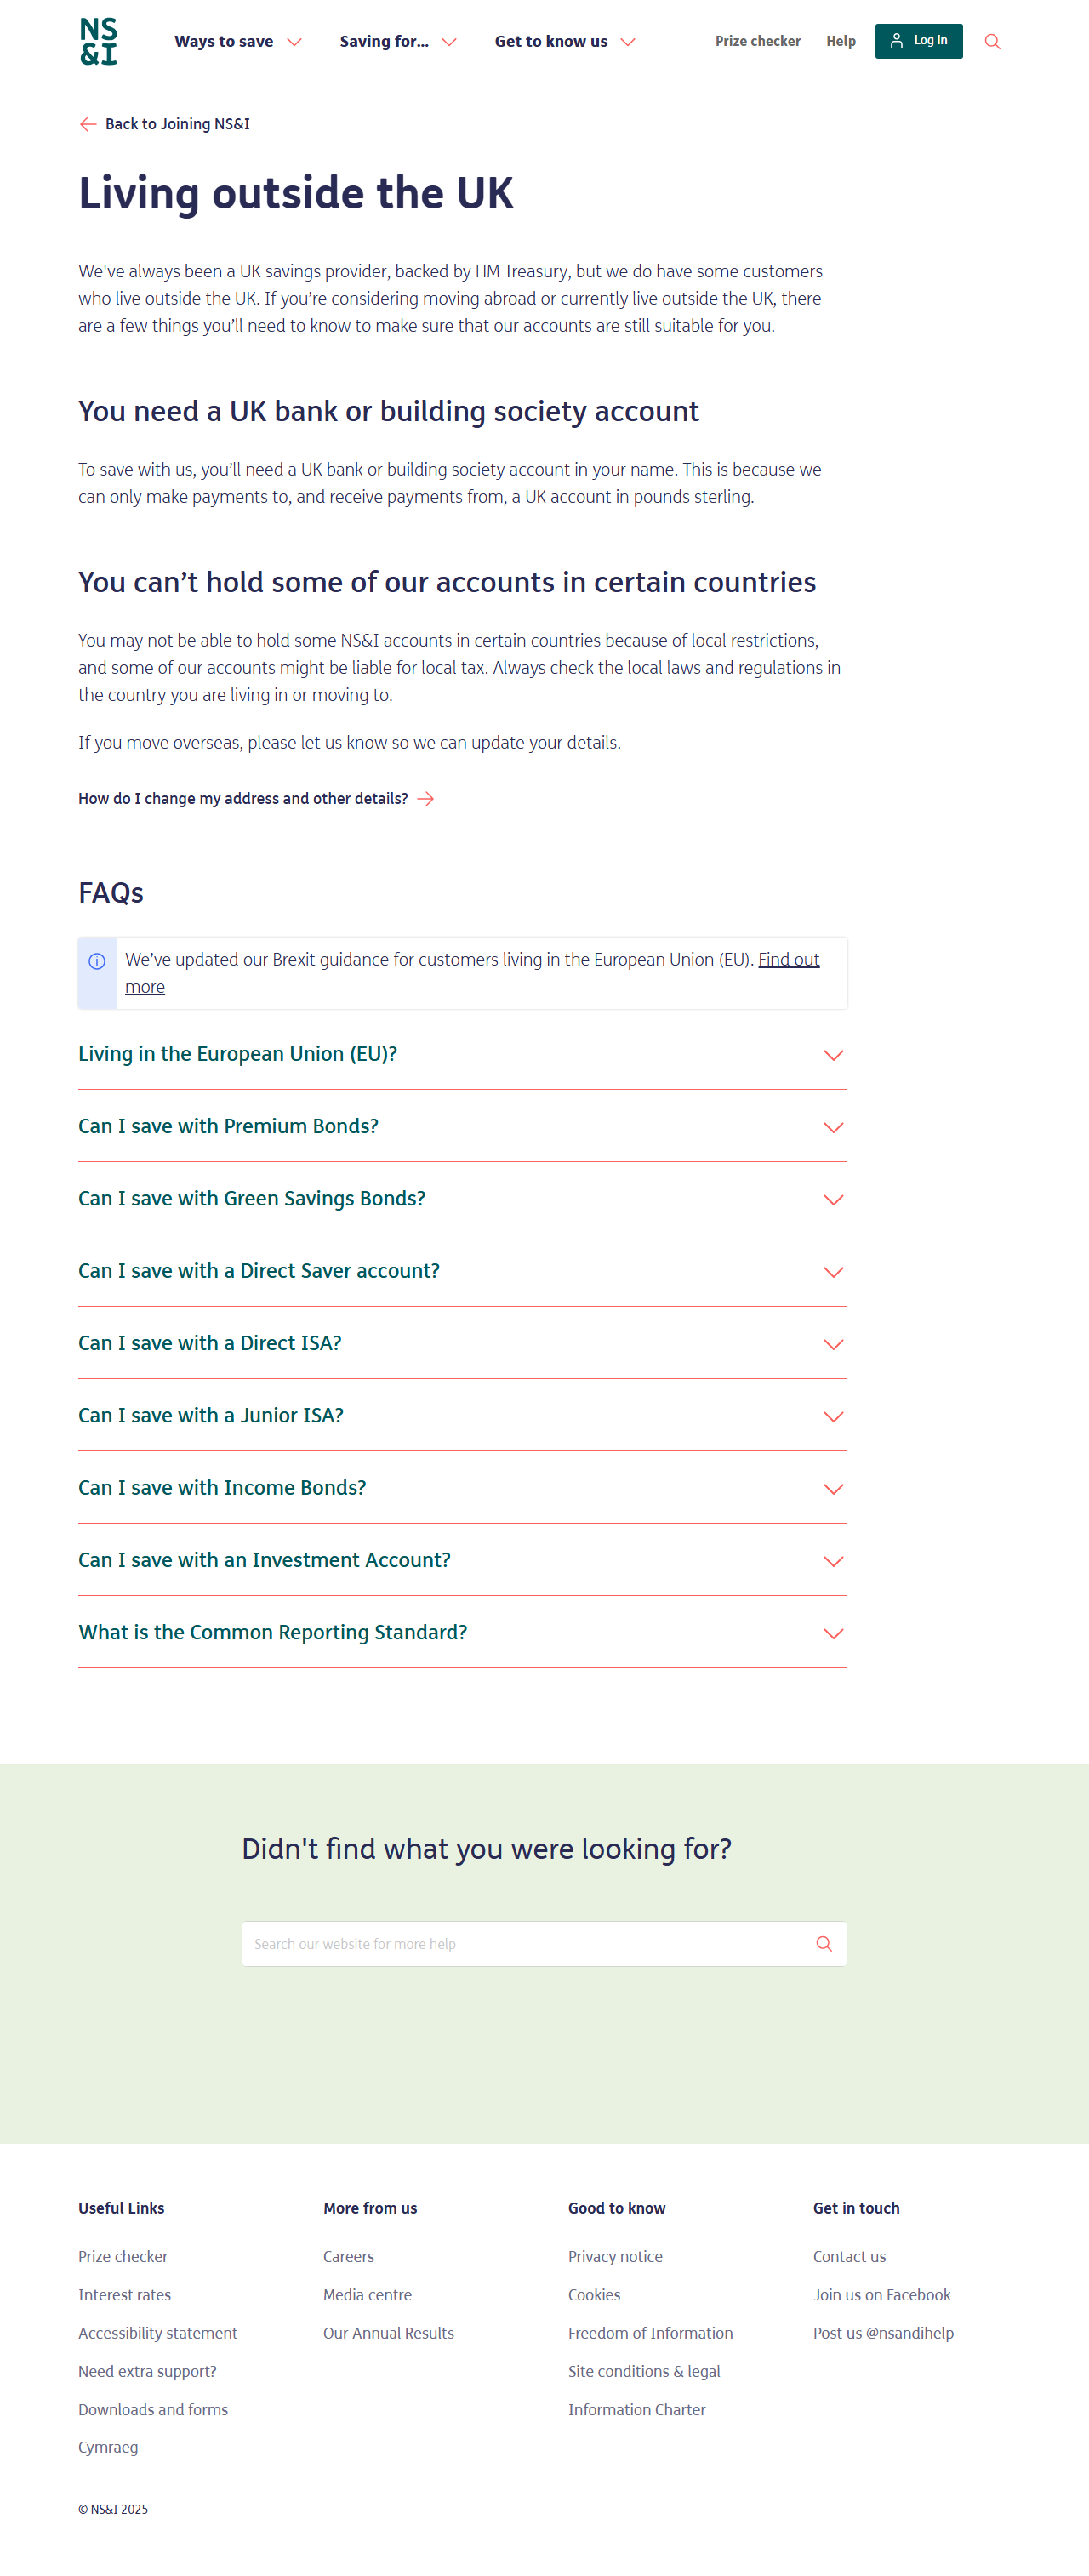 NS
&I
Ways to save
Saving for...
Get to know us
Prize checker
Help
Log in
Back to Joining NS&I
Living outside the UK
We've always been a UK savings provider, backed by HM Treasury, but we do have some customers
who live outside the UK. If you’re considering moving abroad or currently live outside the UK, there
are a few things you’ll need to know to make sure that our accounts are still suitable for you.
You need a UK bank or building society account
To save with us, you’ll need a UK bank or building society account in your name. This is because we
can only make payments to, and receive payments from, a UK account in pounds sterling.
You can’t hold some of our accounts in certain countries
You may not be able to hold some NS&I accounts in certain countries because of local restrictions,
and some of our accounts might be liable for local tax. Always check the local laws and regulations in
the country you are living in or moving to.
If you move overseas, please let us know so we can update your details.
How do I change my address and other details?
FAQs
We’ve updated our Brexit guidance for customers living in the European Union (EU). Find out
more
Living in the European Union (EU)?
Can I save with Premium Bonds?
Can I save with Green Savings Bonds?
Can I save with a Direct Saver account?
Can I save with a Direct ISA?
Can I save with a Junior ISA?
Can I save with Income Bonds?
Can I save with an Investment Account?
What is the Common Reporting Standard?
Didn't find what you were looking for?
Search our website for more help
Useful Links
Prize checker
Interest rates
Accessibility statement
Need extra support?
Downloads and forms
Cymraeg
More from us
Careers
Media centre
Our Annual Results
Good to know
Privacy notice
Cookies
Freedom of Information
Site conditions & legal
Information Charter
Get in touch
Contact us
Join us on Facebook
Post us @nsandihelp
© NS&I 2025